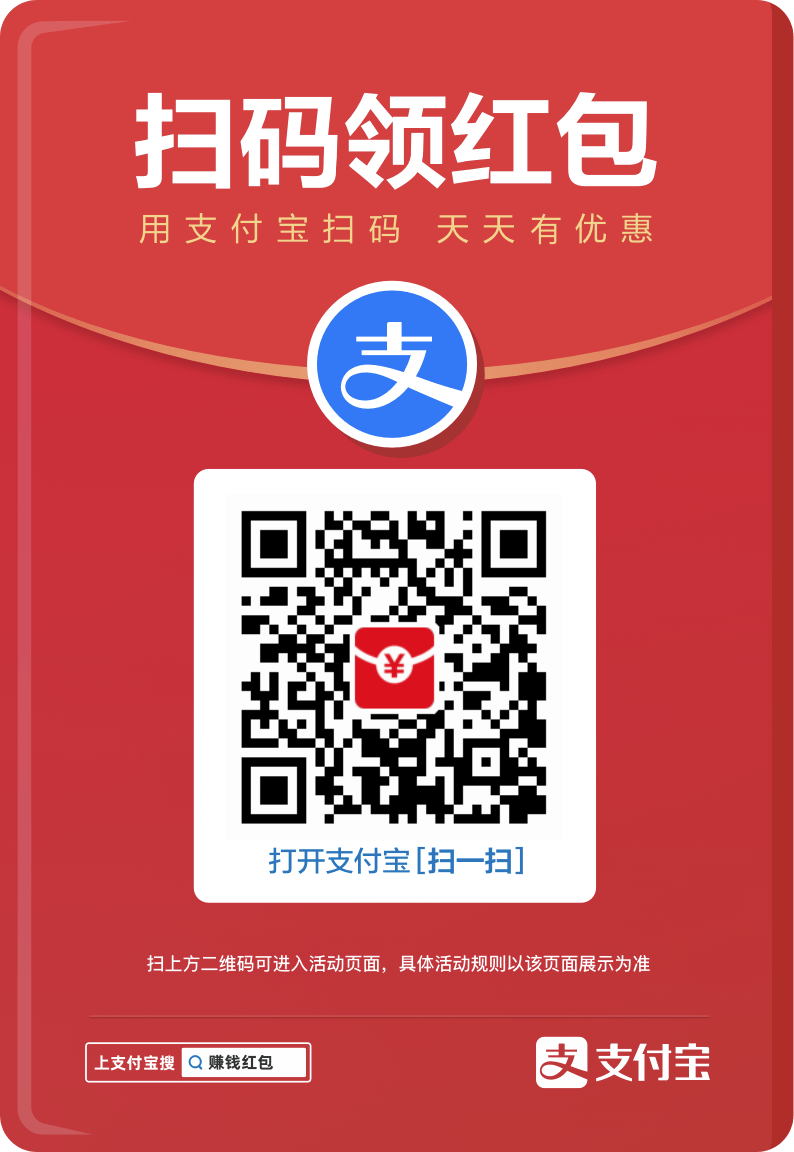 扫码领红包
用支付宝扫码 天天有优惠
支
¥
打开支付宝[扫一扫]
扫上方二维码可进入活动页面，具体活动规则以该页面展示为准
上支付宝搜 赚钱红包
支 支付宝